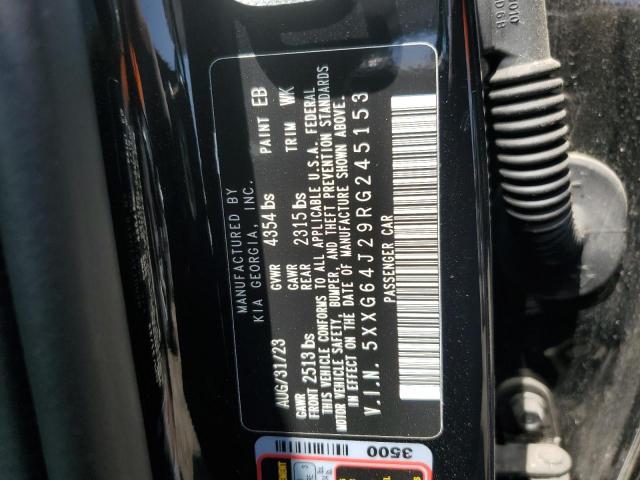 MANUFACTURED BY
KIA GEORGIA, INC.
AUG/31/23 GVWR 4354 lbs PAINT EB
GAWR FRONT 2513 lbs GAWR REAR 2315 lbs TRIM WK
THIS VEHICLE CONFORMS TO ALL APPLICABLE U.S.A. FEDERAL
MOTOR VEHICLE SAFETY, BUMPER, AND THEFT PREVENTION STANDARDS
IN EFFECT ON THE DATE OF MANUFACTURE SHOWN ABOVE.
V.I.N. 5XXG64J29RG245153
PASSENGER CAR
3500